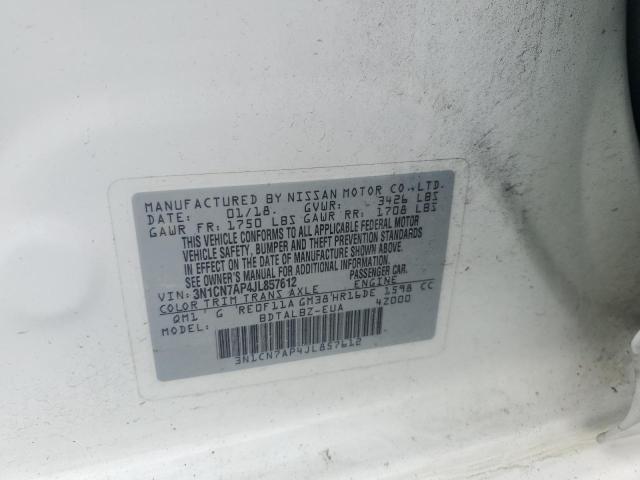 MANUFACTURED BY NISSAN MOTOR CO., LTD.
DATE: 01/18. GVWR: 3426 LBS
GAWR FR: 1750 LBS GAWR RR: 1708 LBS
THIS VEHICLE CONFORMS TO ALL APPLICABLE FEDERAL MOTOR
VEHICLE SAFETY, BUMPER AND THEFT PREVENTION STANDARDS
IN EFFECT ON THE DATE OF MANUFACTURE SHOWN ABOVE.
SEE OWNER'S MANUAL FOR ADDITIONAL INFORMATION.
VIN: 3N1CN7AP4JL857612 PASSENGER CAR.
COLOR TRIM TRANS AXLE ENGINE
QM1 G RE0F11A GM38 HR16DE 1598 CC
MODEL: BDTALBZ-EUA 42000
3N1CN7AP4JL857612